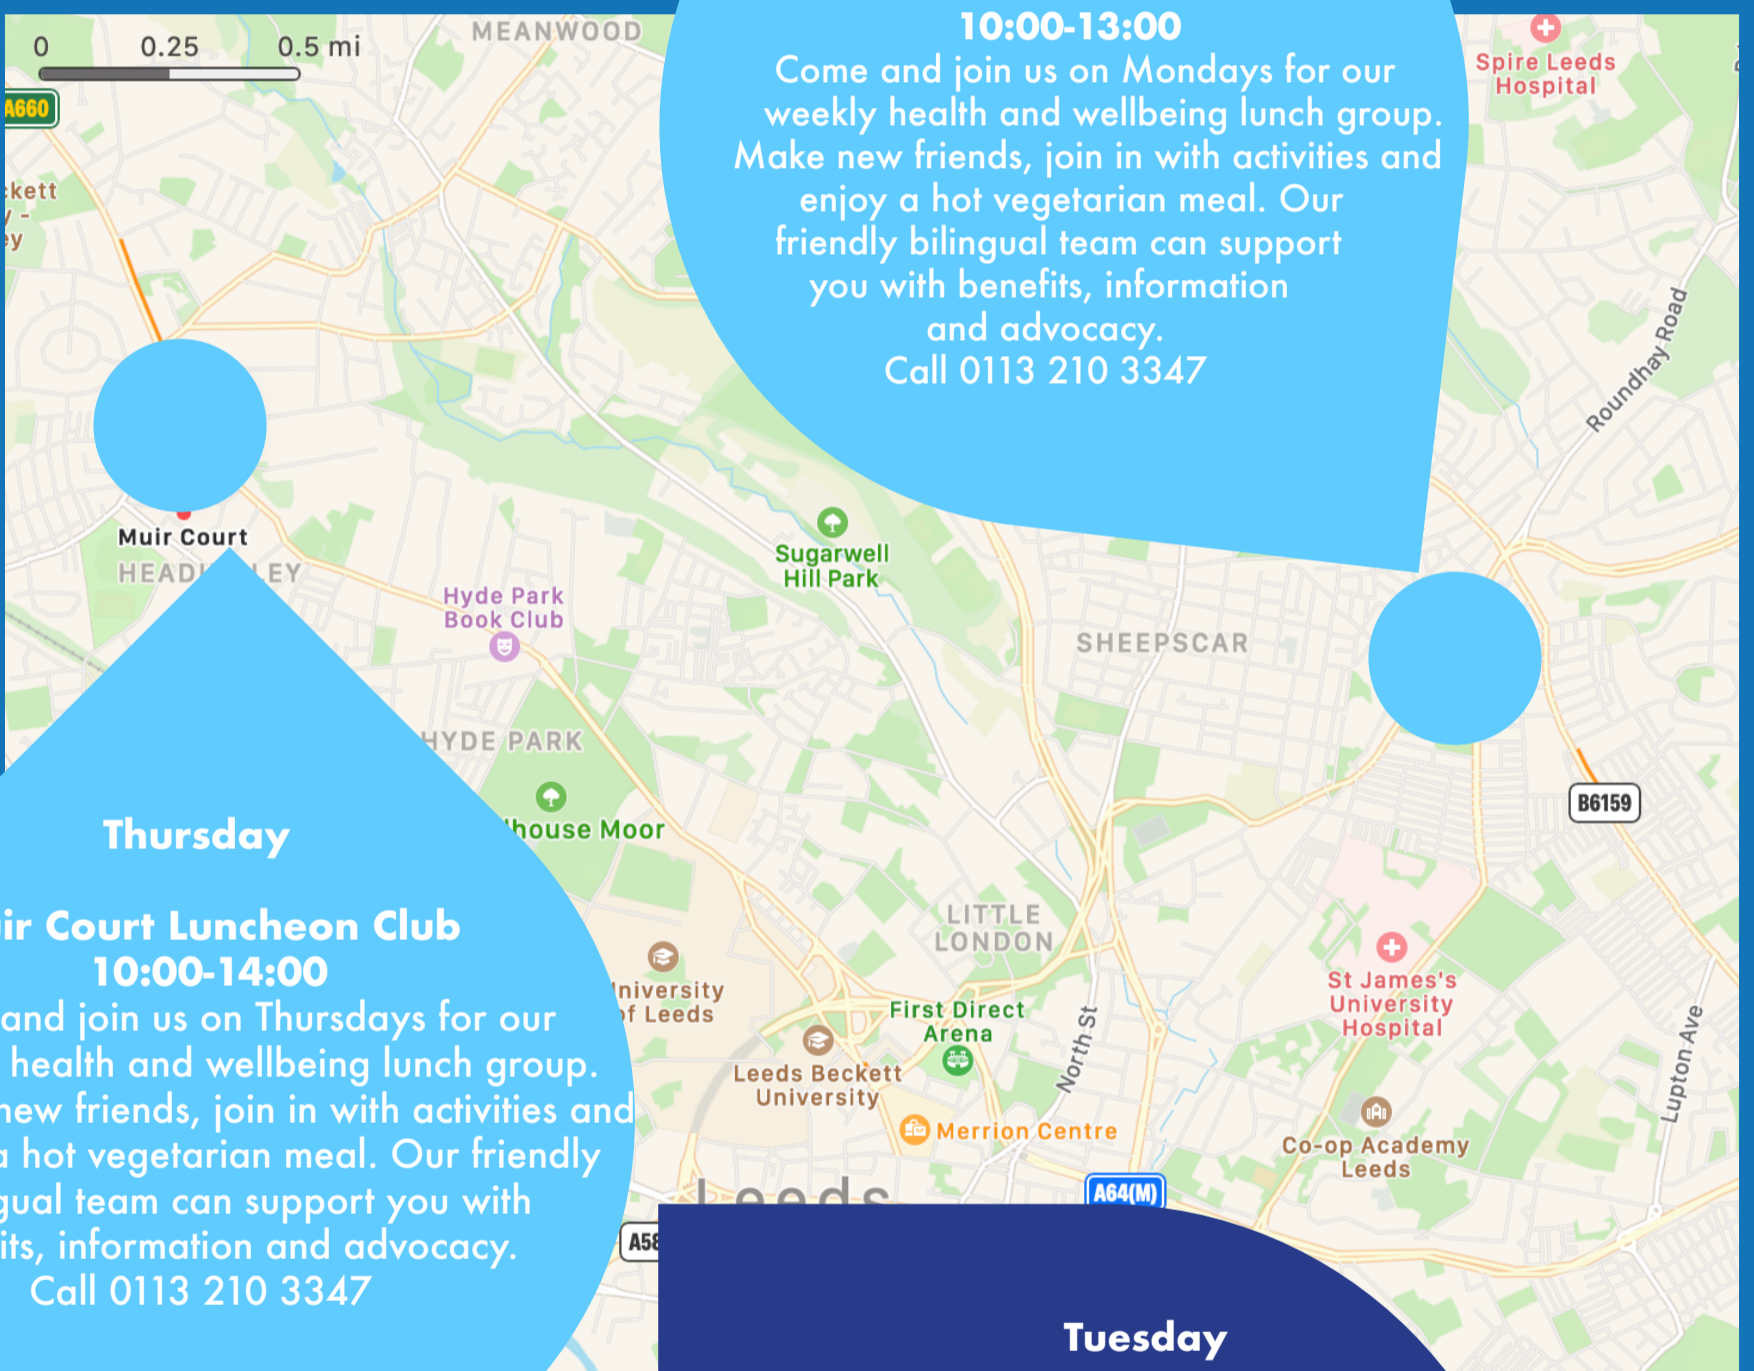 0 0.25 0.5 mi
MEANWOOD
A660
10:00-13:00
Come and join us on Mondays for our
weekly health and wellbeing lunch group.
Make new friends, join in with activities and
enjoy a hot vegetarian meal. Our
friendly bilingual team can support
you with benefits, information
and advocacy.
Call 0113 210 3347
Spire Leeds
Hospital
Roundhay Road
Muir Court
Hyde Park
Book Club
Sugarwell
Hill Park
SHEEPSCAR
HYDE PARK
house Moor
B6159
Thursday
ir Court Luncheon Club
10:00-14:00
and join us on Thursdays for our
health and wellbeing lunch group.
new friends, join in with activities and
a hot vegetarian meal. Our friendly
gual team can support you with
its, information and advocacy.
Call 0113 210 3347
LITTLE
LONDON
niversity
of Leeds
First Direct
Arena
Leeds Beckett
University
North St
Merrion Centre
St James's
University
Hospital
Co-op Academy
Leeds
Lupton Ave
Leeds
A64(M)
A58
Tuesday